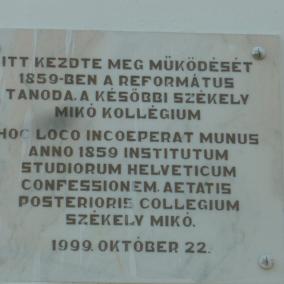 ITT KEZDTE MEG MŰKÖDÉSÉT
1859-BEN A REFORMÁTUS
TANODA, A KÉSŐBBI SZÉKELY
MIKÓ KOLLÉGIUM
HOC LOCO INCOEPERAT MUNUS
ANNO 1859 INSTITUTUM
STUDIORUM HELVETICUM
CONFESSIONEM, AETATIS
POSTERIORIS COLLEGIUM
SZÉKELY MIKÓ.
1999. OKTÓBER 22.